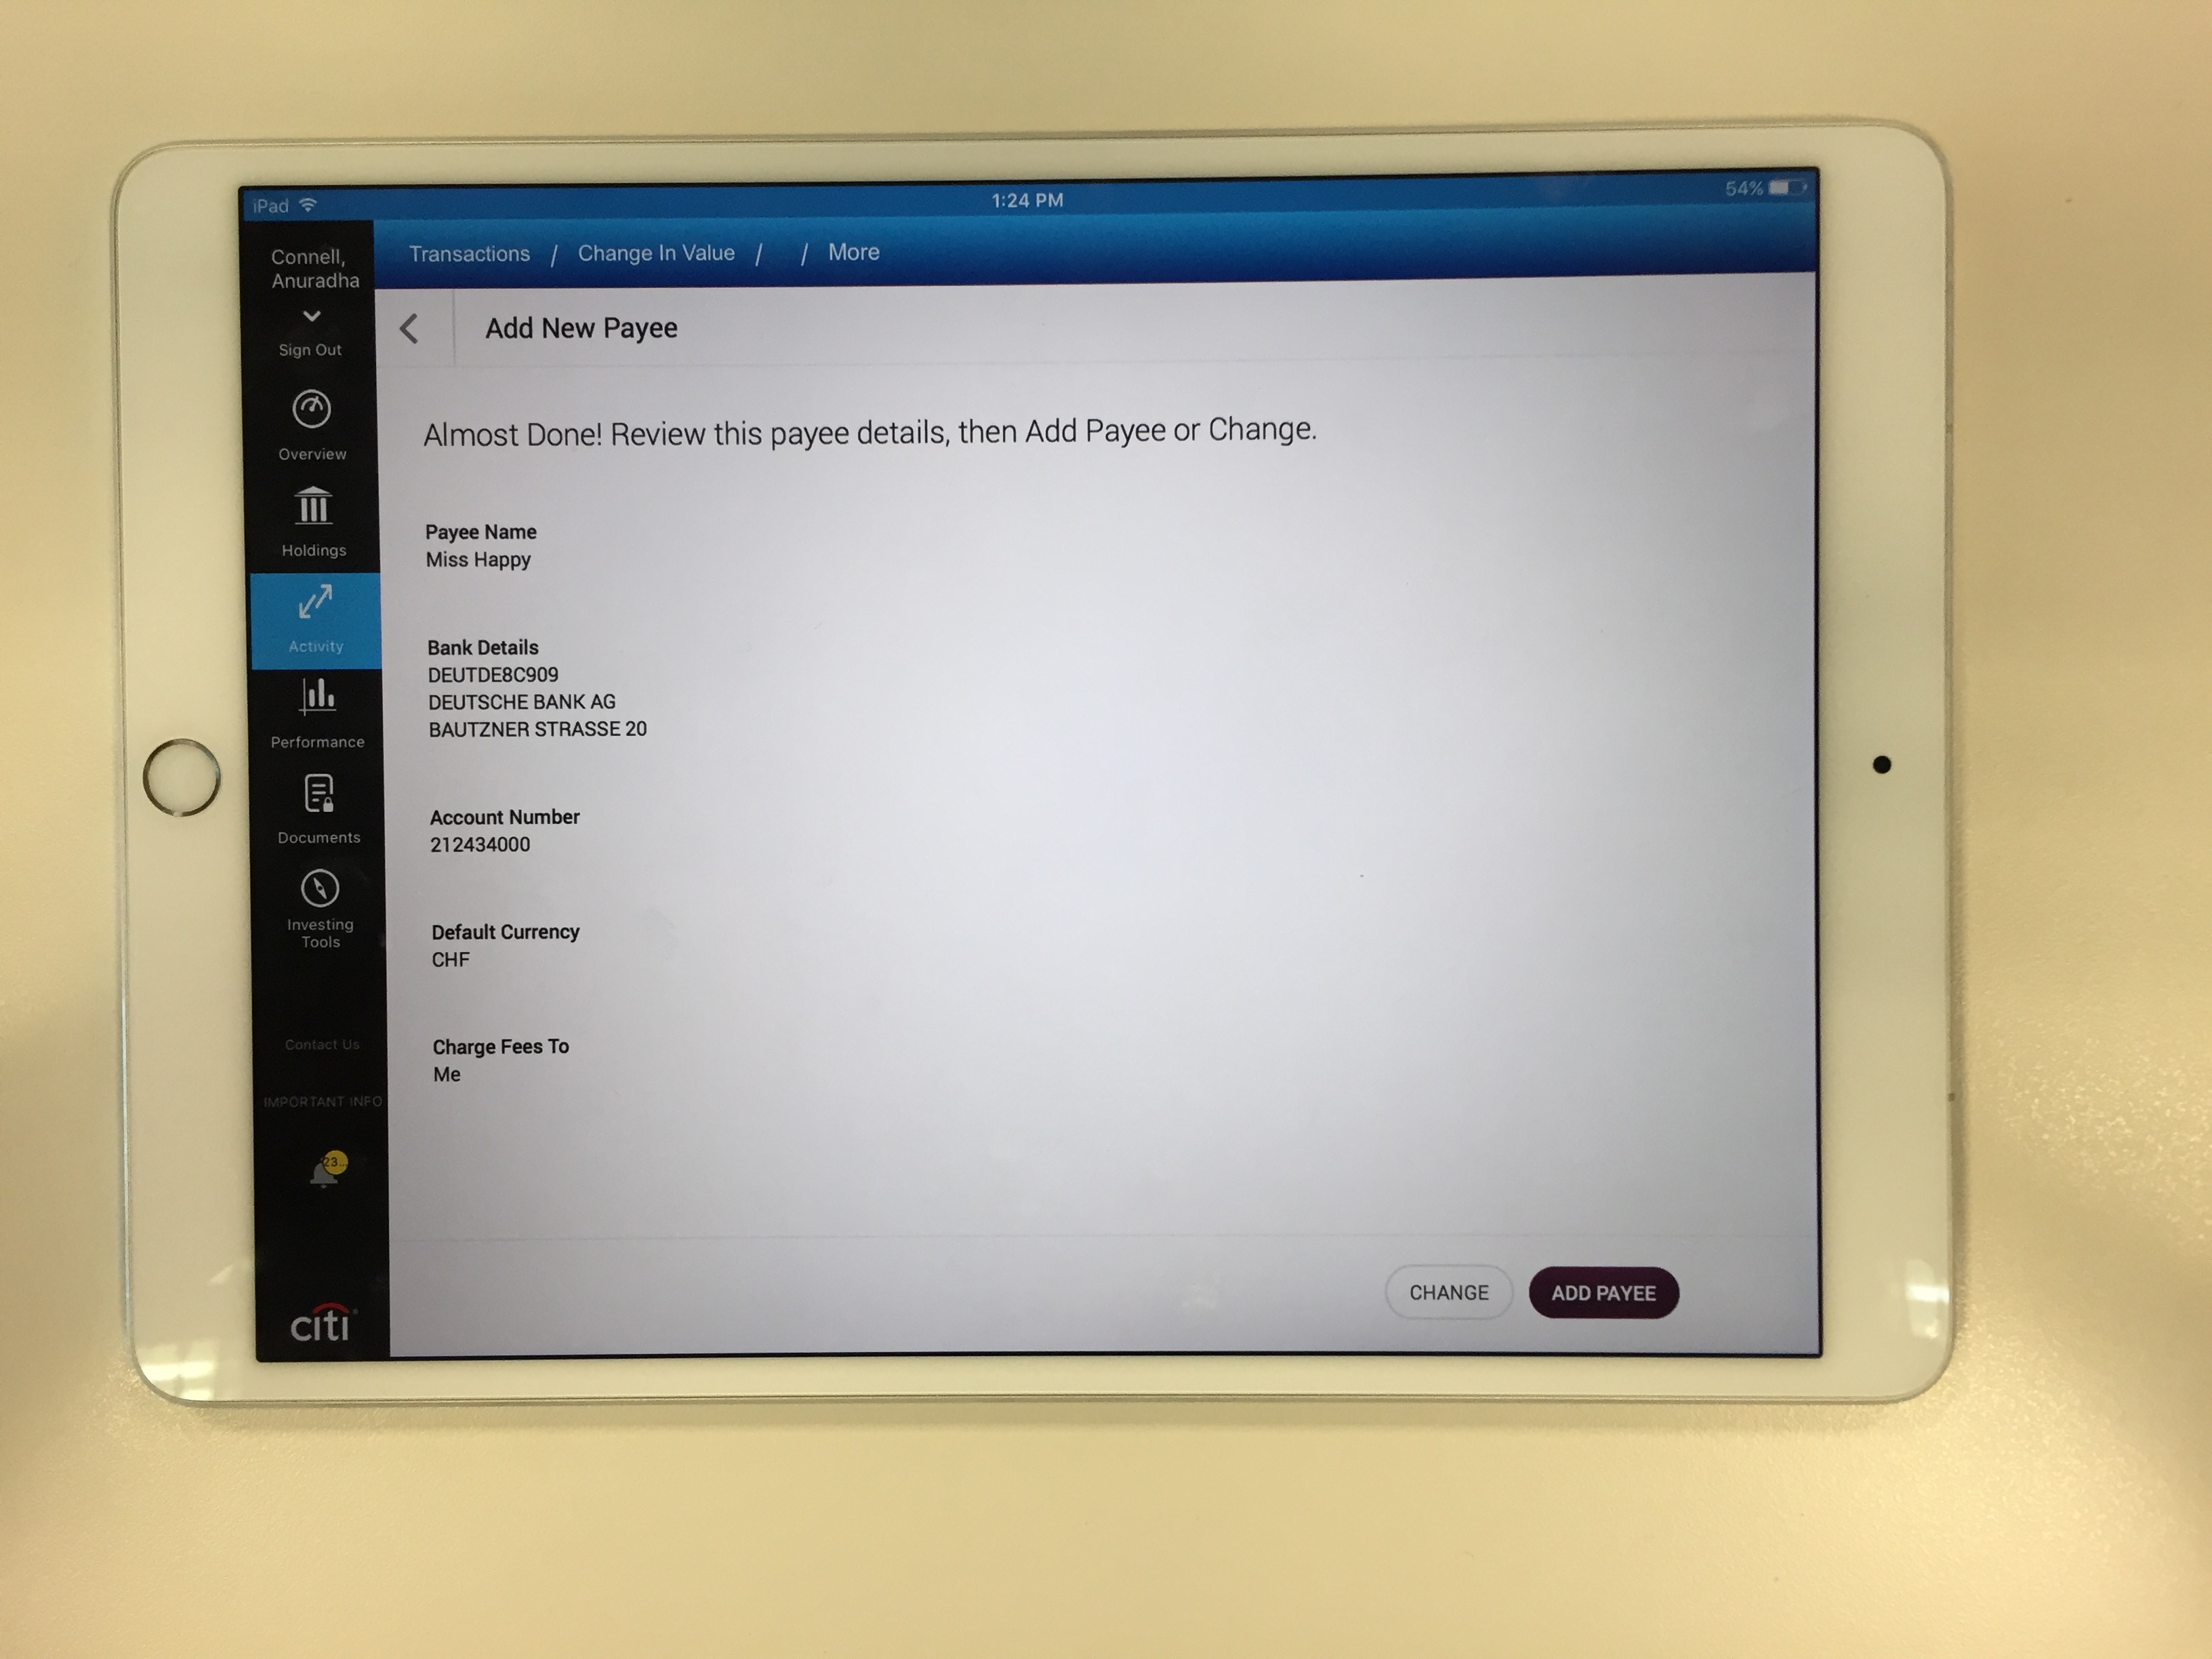 iPad
1:24 PM
54%
Connell,
Anuradha
Sign Out
Overview
Holdings
Activity
Performance
Documents
Investing
Tools
Contact Us
IMPORTANT INFO
23...
citi
Transactions / Change In Value / / More
Add New Payee
Almost Done! Review this payee details, then Add Payee or Change.
Payee Name
Miss Happy
Bank Details
DEUTDE8C909
DEUTSCHE BANK AG
BAUTZNER STRASSE 20
Account Number
212434000
Default Currency
CHF
Charge Fees To
Me
CHANGE
ADD PAYEE